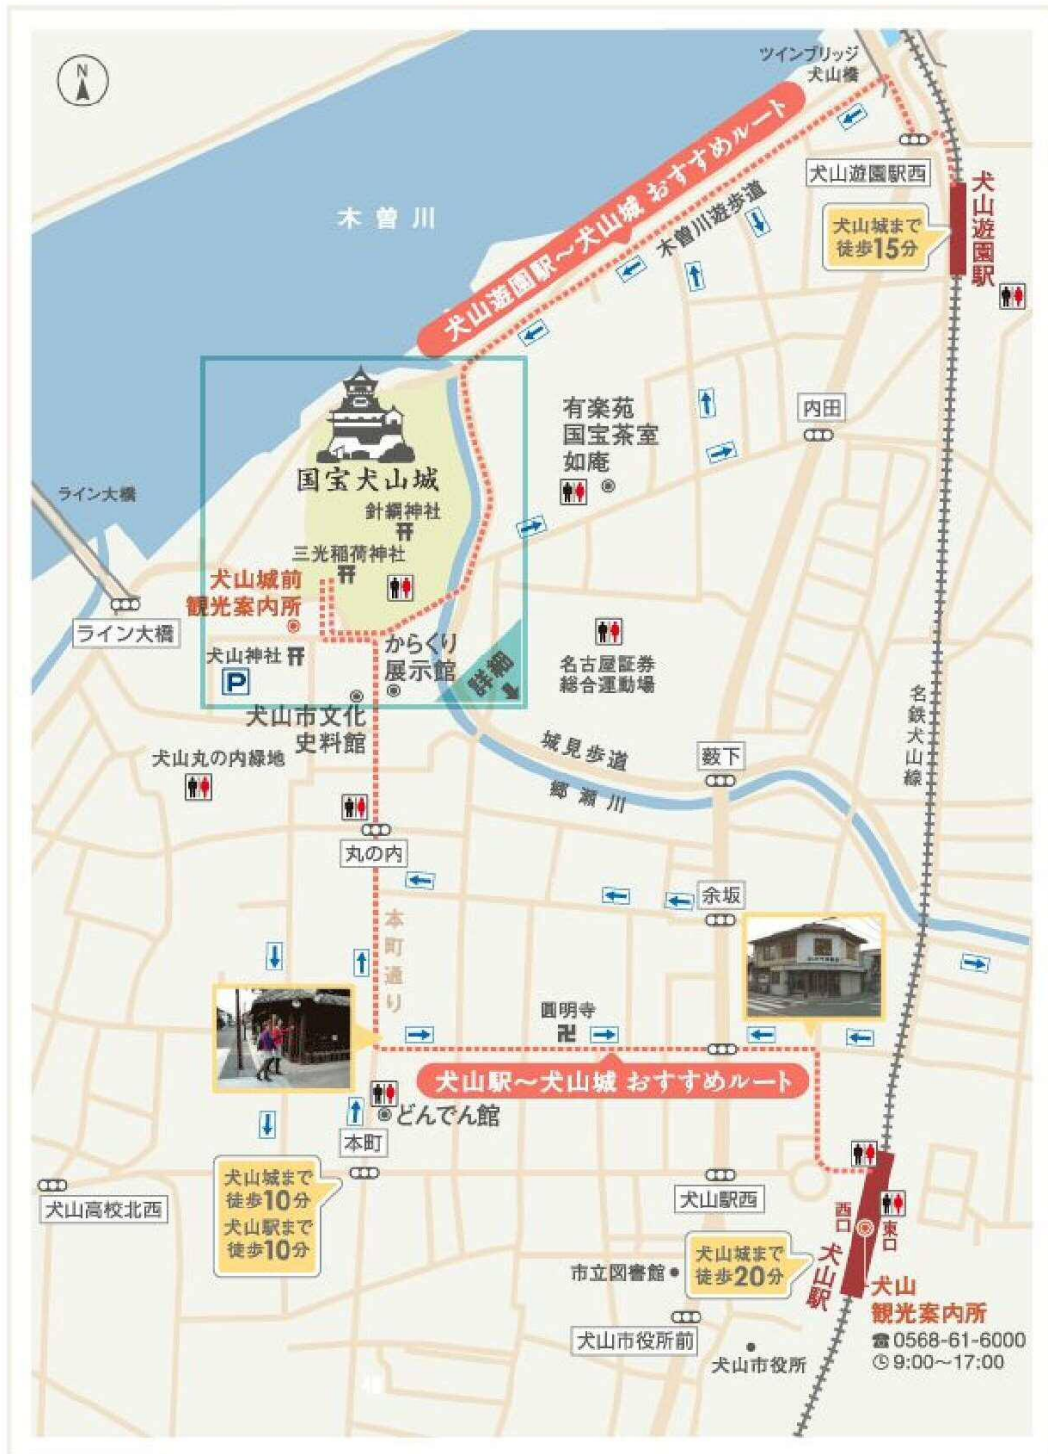 N
ツインブリッジ
犬山橋
犬山遊園駅〜犬山城 おすすめルート
犬山遊園駅西
犬山遊園駅
犬山城まで
徒歩15分
木曽川
木曽川遊歩道
有楽苑
国宝茶室
如庵
内田
国宝犬山城
針綱神社
三光稲荷神社
犬山城前
観光案内所
ライン大橋
ライン大橋
犬山神社
P
からくり
展示館
詳細
犬山市文化
史料館
名古屋証券
総合運動場
名鉄犬山線
犬山丸の内緑地
城見歩道
郷瀬川
薮下
丸の内
余坂
本町通り
圓明寺
犬山駅〜犬山城 おすすめルート
どんでん館
本町
犬山城まで
徒歩10分
犬山駅まで
徒歩10分
犬山高校北西
犬山駅西
西口
東口
犬山駅
犬山城まで
徒歩20分
市立図書館
犬山
観光案内所
☎0568-61-6000
9:00〜17:00
犬山市役所前
犬山市役所